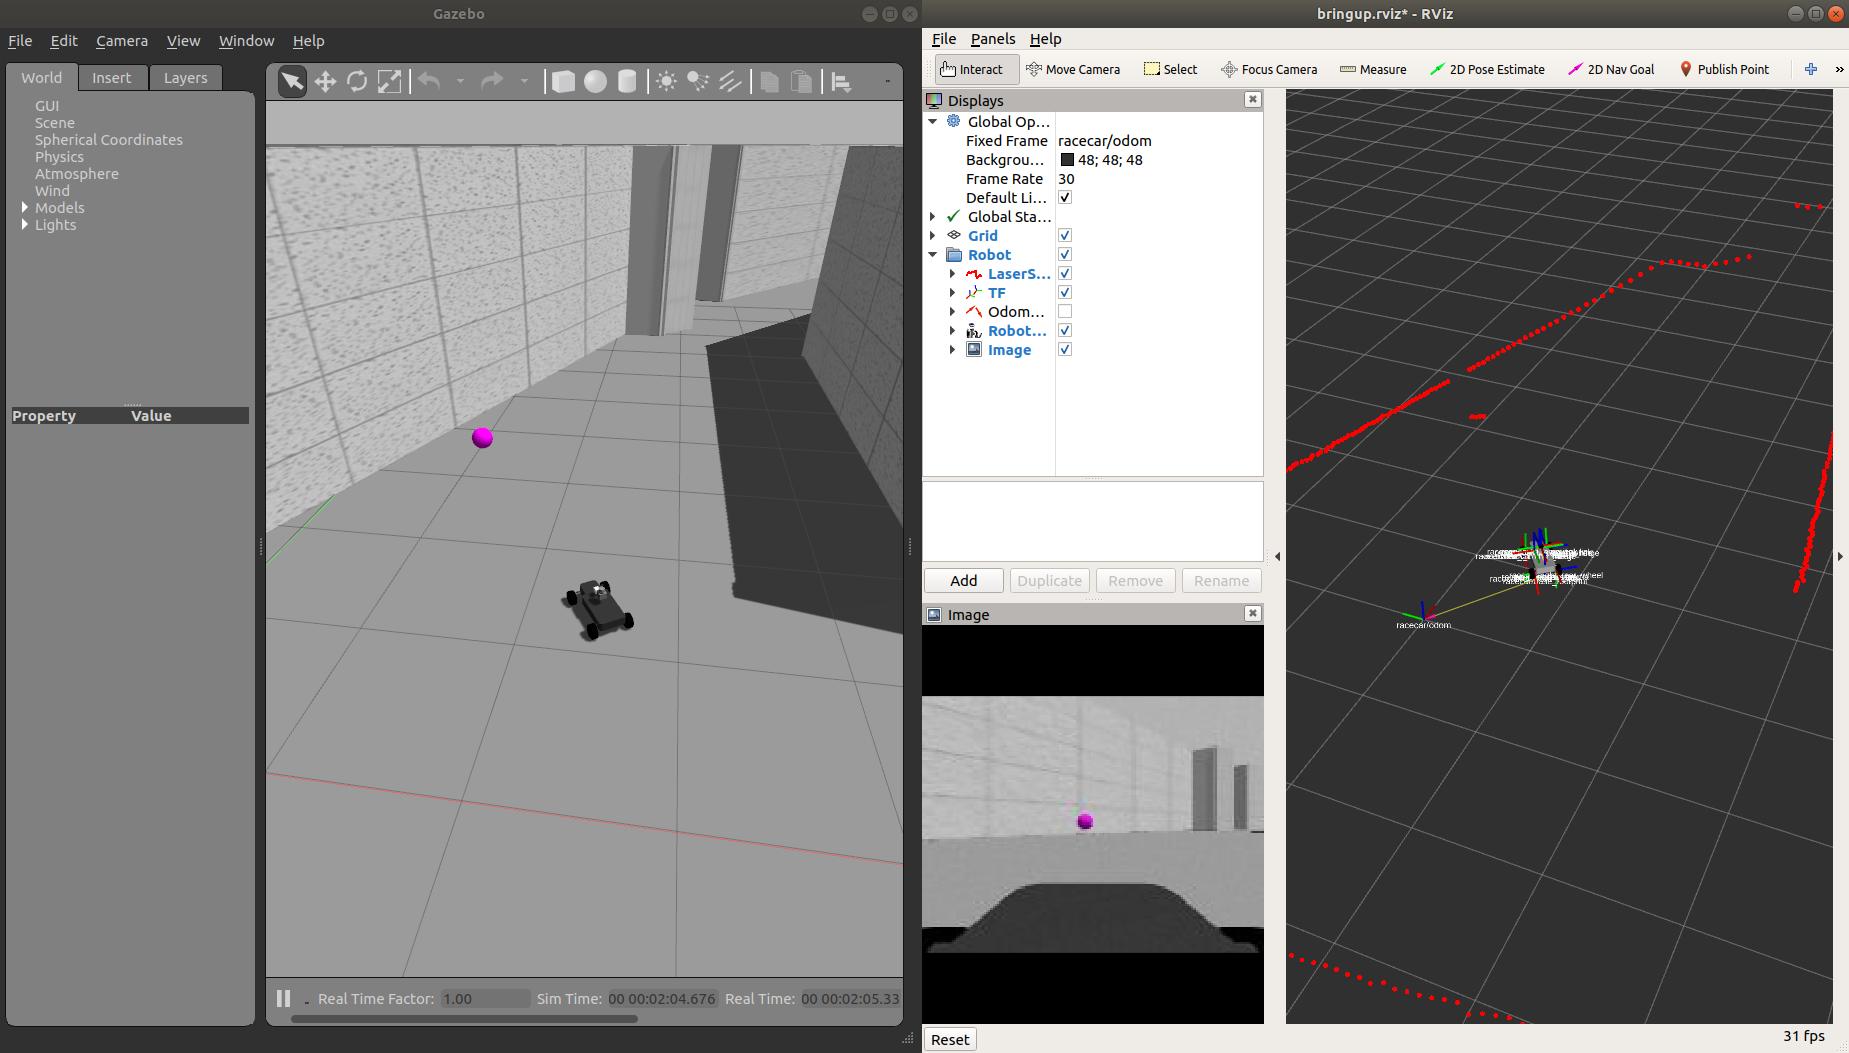 Gazebo
File Edit Camera View Window Help
World Insert Layers
GUI
Scene
Spherical Coordinates
Physics
Atmosphere
Wind
Models
Lights
Property Value
Real Time Factor: 1.00 Sim Time: 00 00:02:04.676 Real Time: 00 00:02:05.33
bringup.rviz* - RViz
File Panels Help
Interact Move Camera Select Focus Camera Measure 2D Pose Estimate 2D Nav Goal Publish Point »
Displays
Global Op...
Fixed Frame racecar/odom
Backgrou... 48; 48; 48
Frame Rate 30
Default Li...
Global Sta...
Grid
Robot
LaserS...
TF
Odom...
Robot...
Image
Add Duplicate Remove Rename
Image
racecar/odom
Reset
31 fps